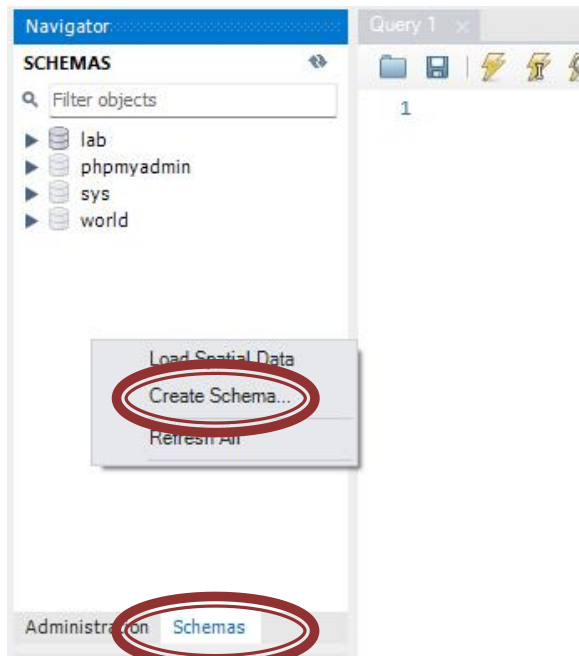 Navigator
Query 1 x
SCHEMAS
Filter objects
1
lab
phpmyadmin
sys
world
Load Spatial Data
Create Schema...
Refresh All
Administration Schemas